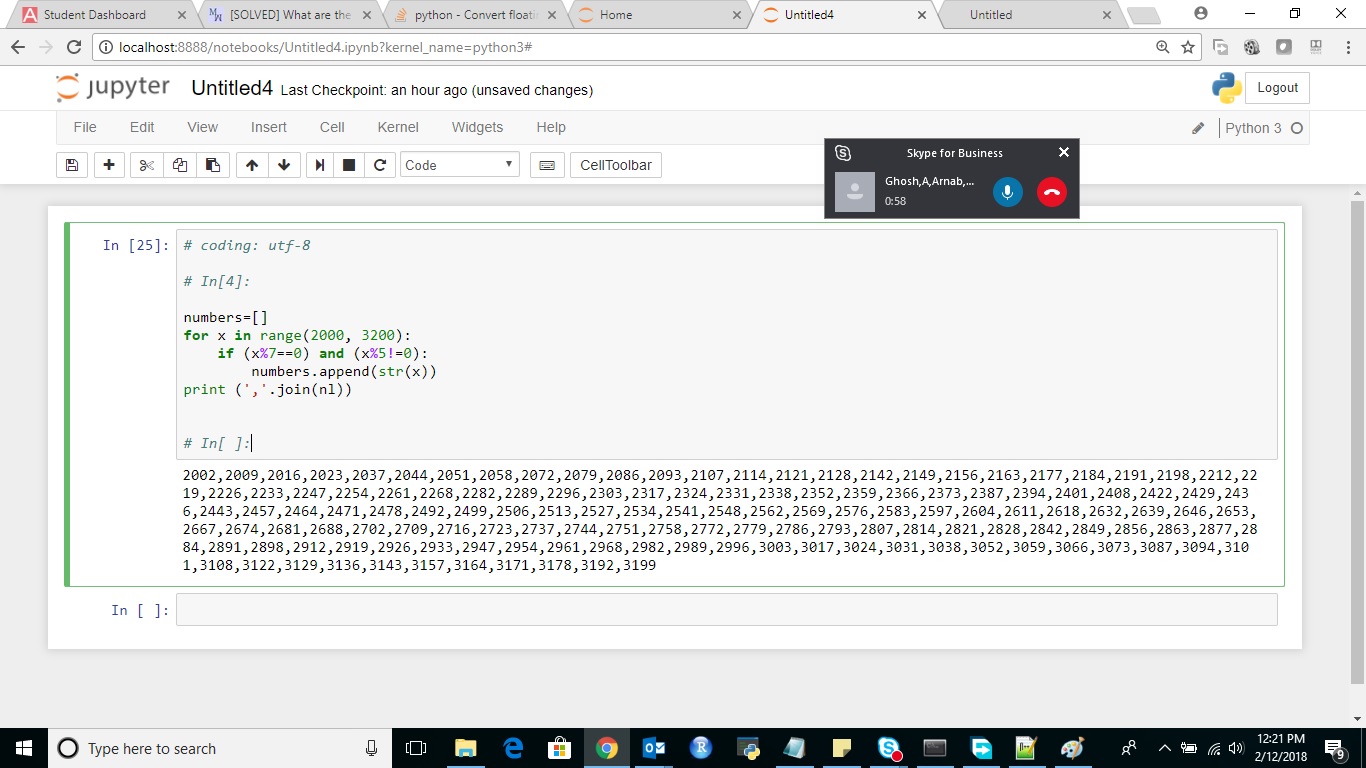 Student Dashboard
[SOLVED] What are the
python - Convert floati
Home
Untitled4
Untitled
localhost:8888/notebooks/Untitled4.ipynb?kernel_name=python3#
jupyter Untitled4 Last Checkpoint: an hour ago (unsaved changes)
Logout
File Edit View Insert Cell Kernel Widgets Help
Python 3
Code
CellToolbar
Skype for Business
Ghosh,A,Arnab,...
0:58
In [25]:
# coding: utf-8
# In[4]:
numbers=[]
for x in range(2000, 3200):
    if (x%7==0) and (x%5!=0):
        numbers.append(str(x))
print (','.join(nl))
# In[ ]:
2002,2009,2016,2023,2037,2044,2051,2058,2072,2079,2086,2093,2107,2114,2121,2128,2142,2149,2156,2163,2177,2184,2191,2198,2212,22
19,2226,2233,2247,2254,2261,2268,2282,2289,2296,2303,2317,2324,2331,2338,2352,2359,2366,2373,2387,2394,2401,2408,2422,2429,243
6,2443,2457,2464,2471,2478,2492,2499,2506,2513,2527,2534,2541,2548,2562,2569,2576,2583,2597,2604,2611,2618,2632,2639,2646,2653,
2667,2674,2681,2688,2702,2709,2716,2723,2737,2744,2751,2758,2772,2779,2786,2793,2807,2814,2821,2828,2842,2849,2856,2863,2877,28
84,2891,2898,2912,2919,2926,2933,2947,2954,2961,2968,2982,2989,2996,3003,3017,3024,3031,3038,3052,3059,3066,3073,3087,3094,310
1,3108,3122,3129,3136,3143,3157,3164,3171,3178,3192,3199
In [ ]:
Type here to search
12:21 PM
2/12/2018
9